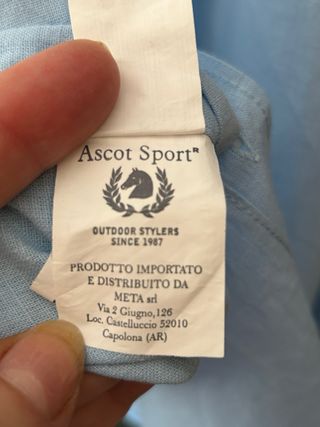 Ascot Sport®
OUTDOOR STYLERS
SINCE 1987
PRODOTTO IMPORTATO
E DISTRIBUITO DA
META srl
Via 2 Giugno,126
Loc. Castelluccio 52010
Capolona (AR)